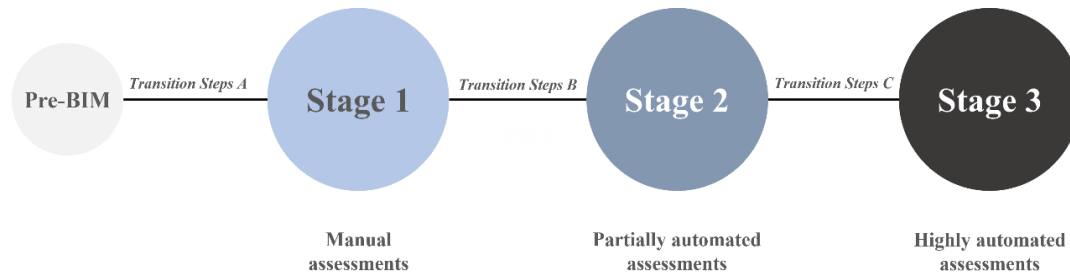 Pre-BIM
Transition Steps A
Stage 1
Transition Steps B
Stage 2
Transition Steps C
Stage 3
Manual
assessments
Partially automated
assessments
Highly automated
assessments